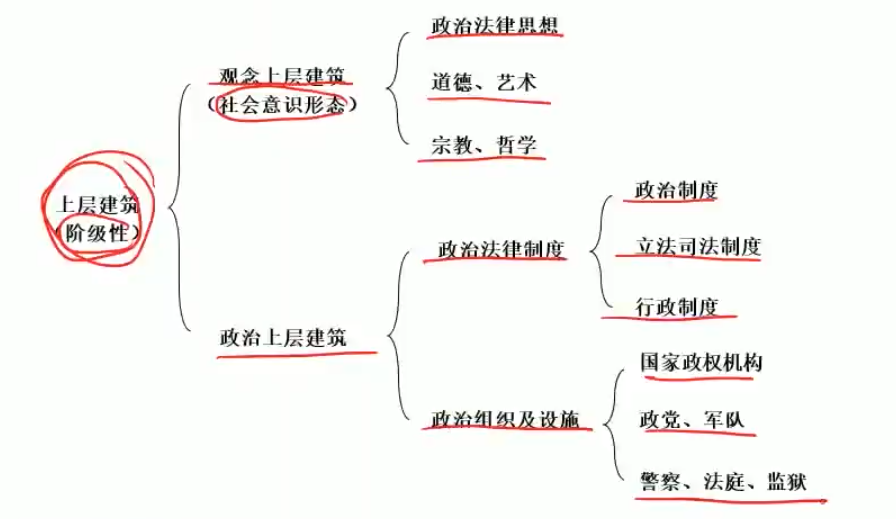 上层建筑
(阶级性)
观念上层建筑
(社会意识形态)
政治法律思想
道德、艺术
宗教、哲学
政治上层建筑
政治法律制度
政治制度
立法司法制度
行政制度
政治组织及设施
国家政权机构
政党、军队
警察、法庭、监狱